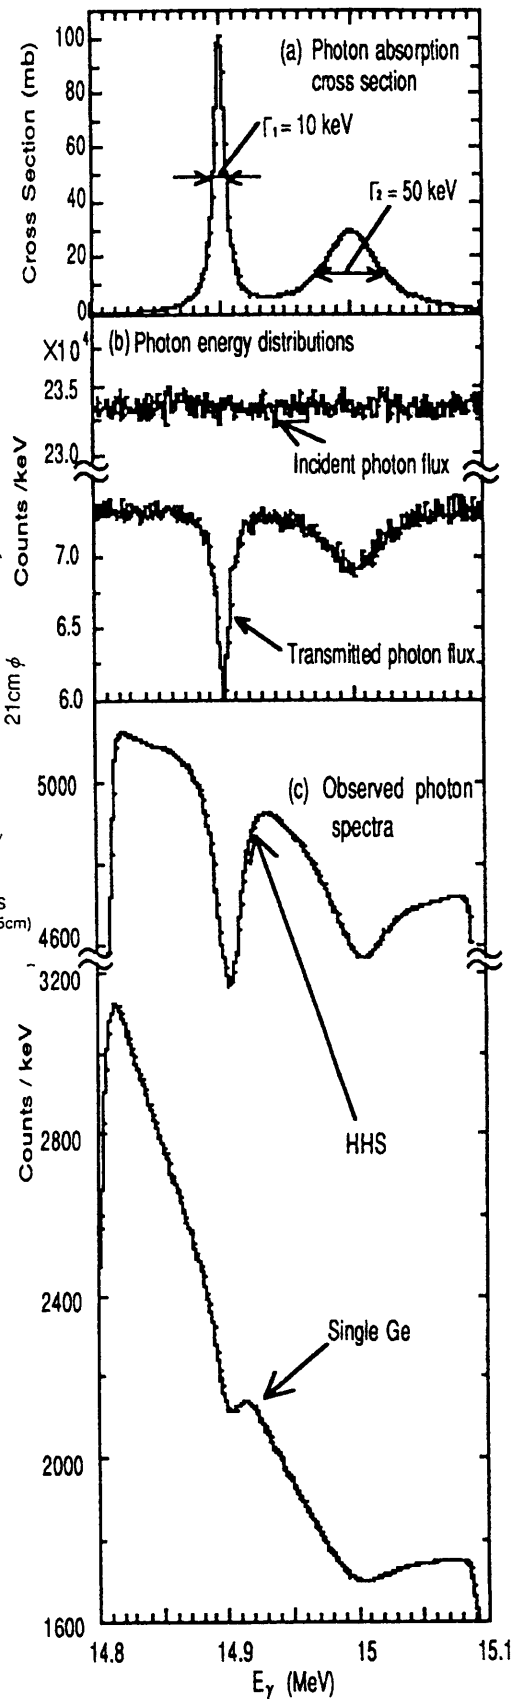 100
80
60
40
20
0
Cross Section (mb)
(a) Photon absorption
cross section
Γ₁ = 10 keV
Γ₂ = 50 keV
X10⁴
(b) Photon energy distributions
23.5
23.0
Incident photon flux
Counts /keV
7.0
6.5
6.0
Transmitted photon flux
21cm ϕ
5000
(c) Observed photon
spectra
S
5cm)
4600
3200
HHS
Counts / keV
2800
2400
Single Ge
2000
1600
14.8
14.9
15
15.1
Eγ (MeV)